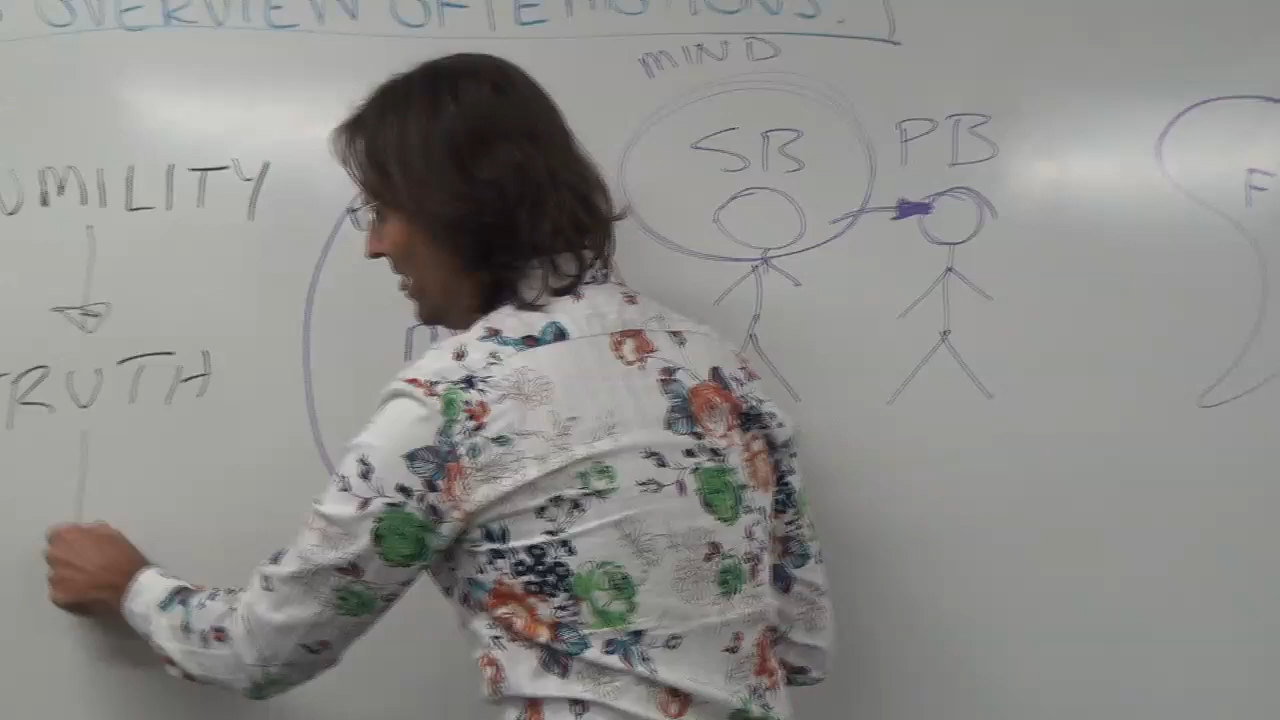 OVERVIEW OF EMOTIONS.
MIND
SB
PB
UMILITY
TRUTH
F